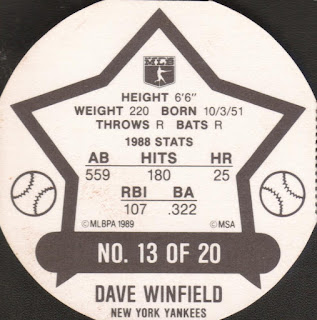 MLB
HEIGHT 6'6"
WEIGHT 220 BORN 10/3/51
THROWS R BATS R
1988 STATS
AB HITS HR
559 180 25
RBI BA
107 .322
©MLBPA 1989 ©MSA
NO. 13 OF 20
DAVE WINFIELD
NEW YORK YANKEES